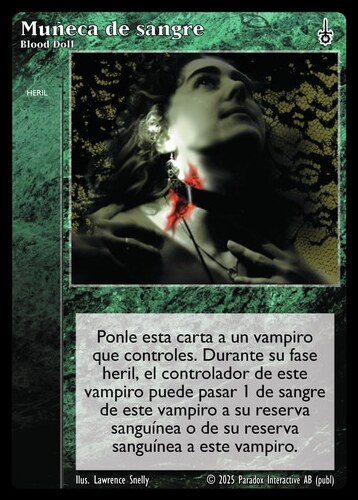 Muñeca de sangre
Blood Doll
HERIL
Ponle esta carta a un vampiro
que controles. Durante su fase
heril, el controlador de este
vampiro puede pasar 1 de sangre
de este vampiro a su reserva
sanguínea o de su reserva
sanguínea a este vampiro.
Ilus. Lawrence Snelly
© 2025 Paradox Interactive AB (publ)